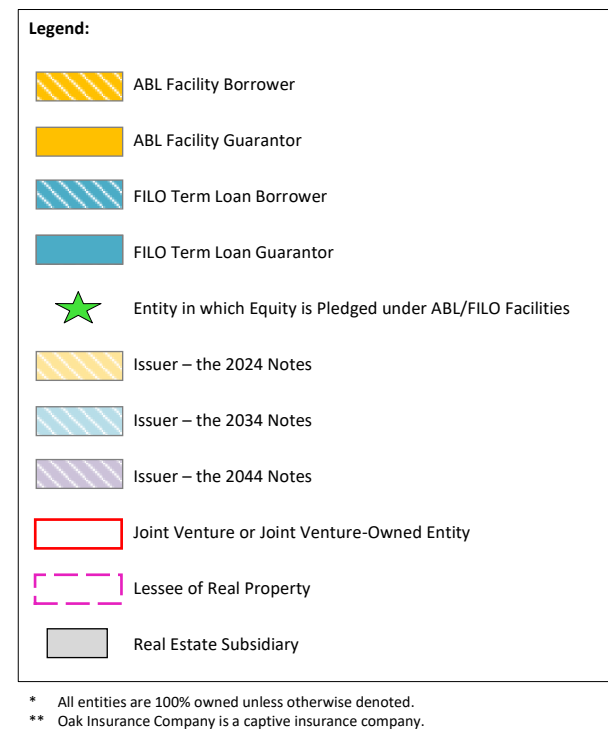 Legend:
ABL Facility Borrower
ABL Facility Guarantor
FILO Term Loan Borrower
FILO Term Loan Guarantor
Entity in which Equity is Pledged under ABL/FILO Facilities
Issuer – the 2024 Notes
Issuer – the 2034 Notes
Issuer – the 2044 Notes
Joint Venture or Joint Venture-Owned Entity
Lessee of Real Property
Real Estate Subsidiary
* All entities are 100% owned unless otherwise denoted.
** Oak Insurance Company is a captive insurance company.